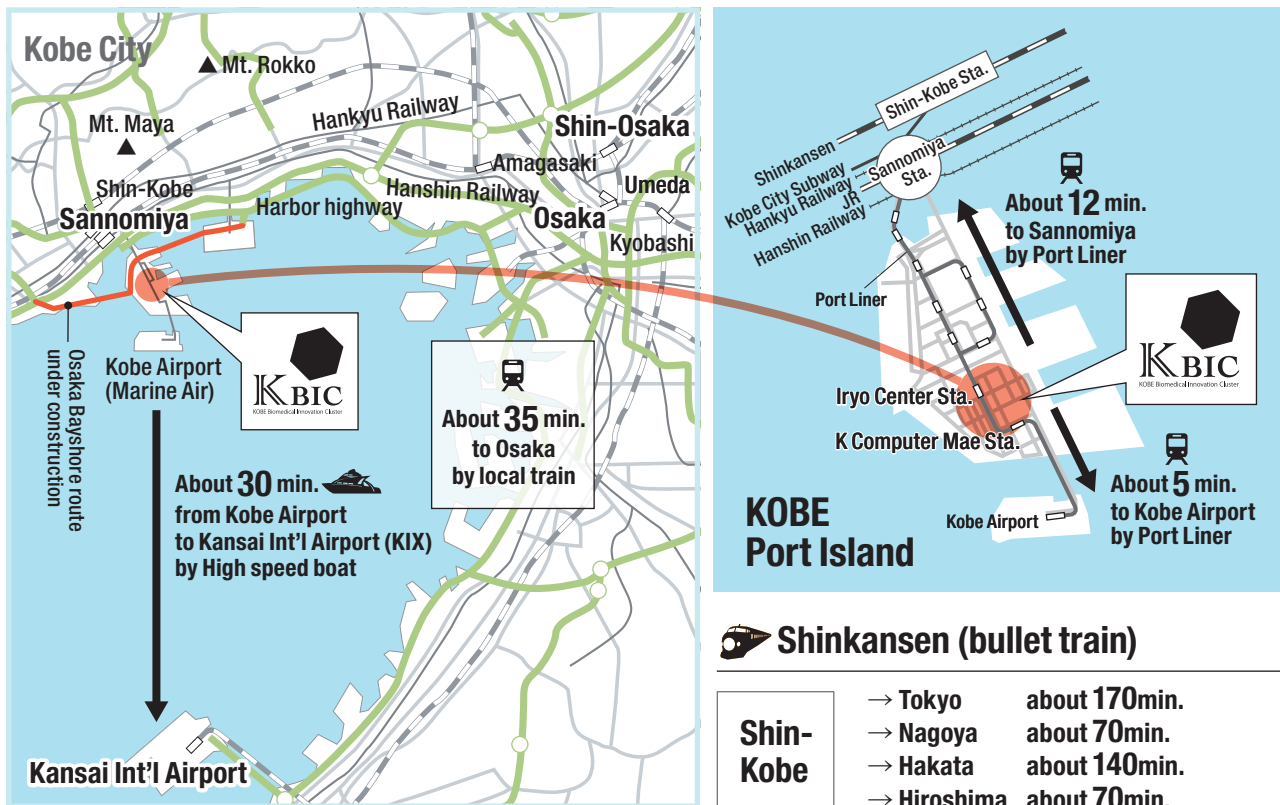 Kobe City
Mt. Rokko
Mt. Maya
Hankyu Railway
Shin-Osaka
Amagasaki
Shin-Kobe
Hanshin Railway
Umeda
Sannomiya
Harbor highway
Osaka
Kyobashi
Osaka Bayshore route
under construction
Kobe Airport
(Marine Air)
KBIC
KOBE Biomedical Innovation Cluster
About 35 min.
to Osaka
by local train
About 30 min.
from Kobe Airport
to Kansai Int'l Airport (KIX)
by High speed boat
Kansai Int'l Airport
Shin-Kobe Sta.
Shinkansen
Kobe City Subway
Hankyu Railway
JR
Hanshin Railway
Sannomiya
Sta.
About 12 min.
to Sannomiya
by Port Liner
Port Liner
KBIC
KOBE Biomedical Innovation Cluster
Iryo Center Sta.
K Computer Mae Sta.
About 5 min.
to Kobe Airport
by Port Liner
Kobe Airport
KOBE
Port Island
Shinkansen (bullet train)
Shin-
Kobe
→ Tokyo about 170min.
→ Nagoya about 70min.
→ Hakata about 140min.
→ Hiroshima about 70min.